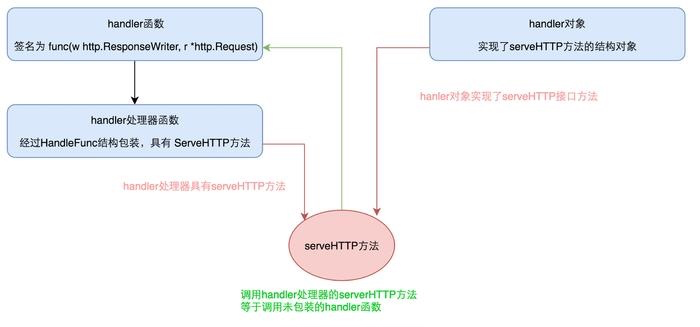 handler函数
签名为 func(w http.ResponseWriter, r *http.Request)
handler对象
实现了serveHTTP方法的结构对象
hanler对象实现了serveHTTP接口方法
handler处理器函数
经过HandleFunc结构包装，具有 ServeHTTP方法
handler处理器具有serveHTTP方法
serveHTTP方法
调用handler处理器的serverHTTP方法
等于调用未包装的handler函数